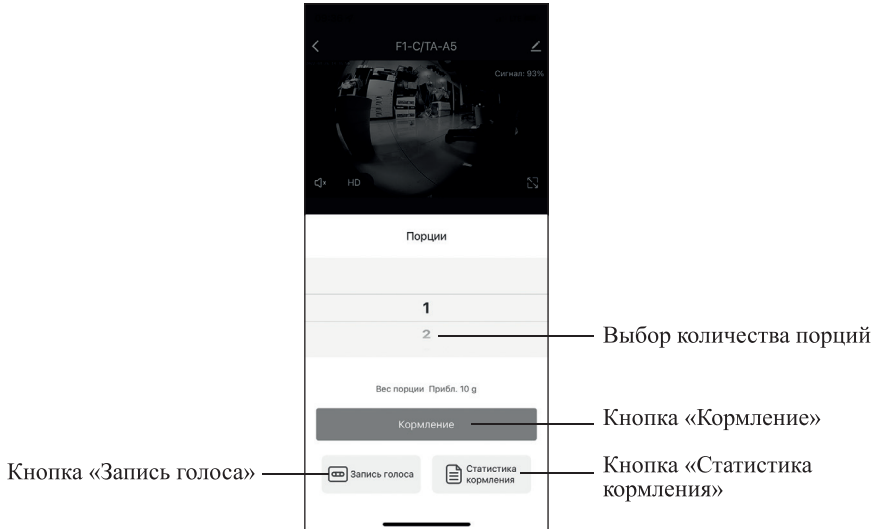 F1-C/TA-A5
Сигнал: 93%
HD
Порции
1
2
Выбор количества порций
Вес порции Прибл. 10 g
Кормление
Кнопка «Кормление»
Кнопка «Запись голоса»
Запись голоса
Статистика
кормления
Кнопка «Статистика
кормления»